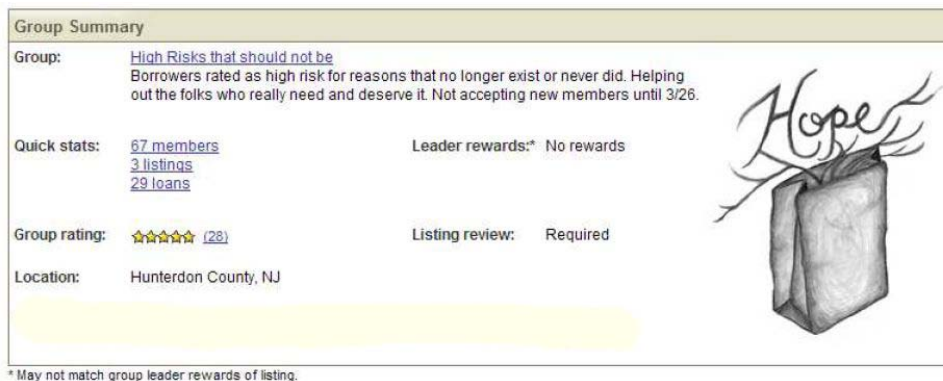 Group Summary
Group: High Risks that should not be
Borrowers rated as high risk for reasons that no longer exist or never did. Helping
out the folks who really need and deserve it. Not accepting new members until 3/26.
Hope
Quick stats: 67 members Leader rewards:* No rewards
3 listings
29 loans
Group rating: (28) Listing review: Required
Location: Hunterdon County, NJ
* May not match group leader rewards of listing.